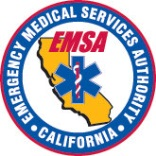 EMERGENCY MEDICAL SERVICES AUTHORITY
EMSA
• CALIFORNIA •